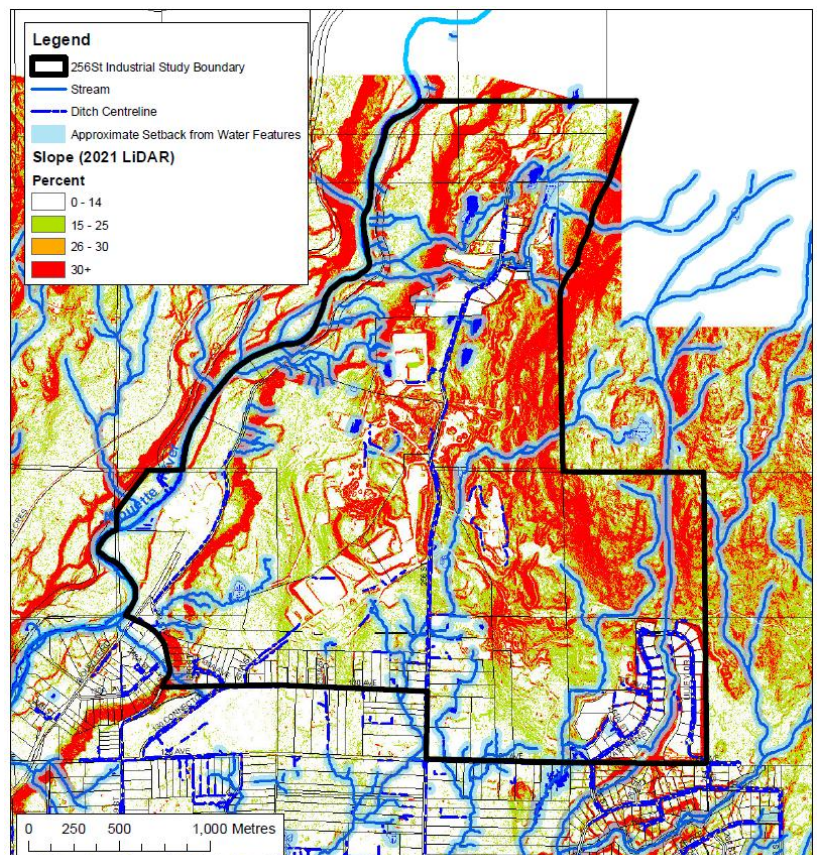 Legend
256St Industrial Study Boundary
Stream
Ditch Centreline
Approximate Setback from Water Features
Slope (2021 LiDAR)
Percent
0 - 14
15 - 25
26 - 30
30+
0 250 500 1,000 Metres